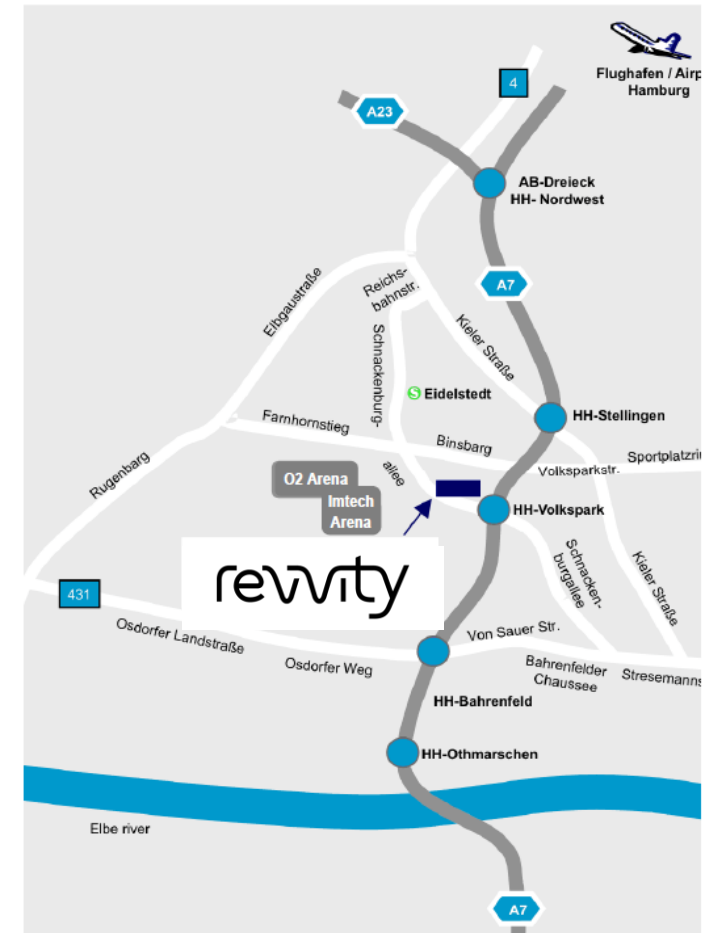 Flughafen / Airp
Hamburg
4
A23
AB-Dreieck
HH- Nordwest
A7
Reichs-
bahnstr.
Elbgaustraße
Kieler Straße
Schnackenburg-
S Eidelstedt
HH-Stellingen
Farnhornstieg
Binsbarg
Sportplatzrin
Volksparkstr.
allee
Rugenbarg
O2 Arena
Imtech
Arena
HH-Volkspark
revvity
Schnacken-
burgallee
Kieler Straße
431
Osdorfer Landstraße
Von Sauer Str.
Osdorfer Weg
Bahrenfelder
Chaussee
Stresemanns
HH-Bahrenfeld
HH-Othmarschen
Elbe river
A7